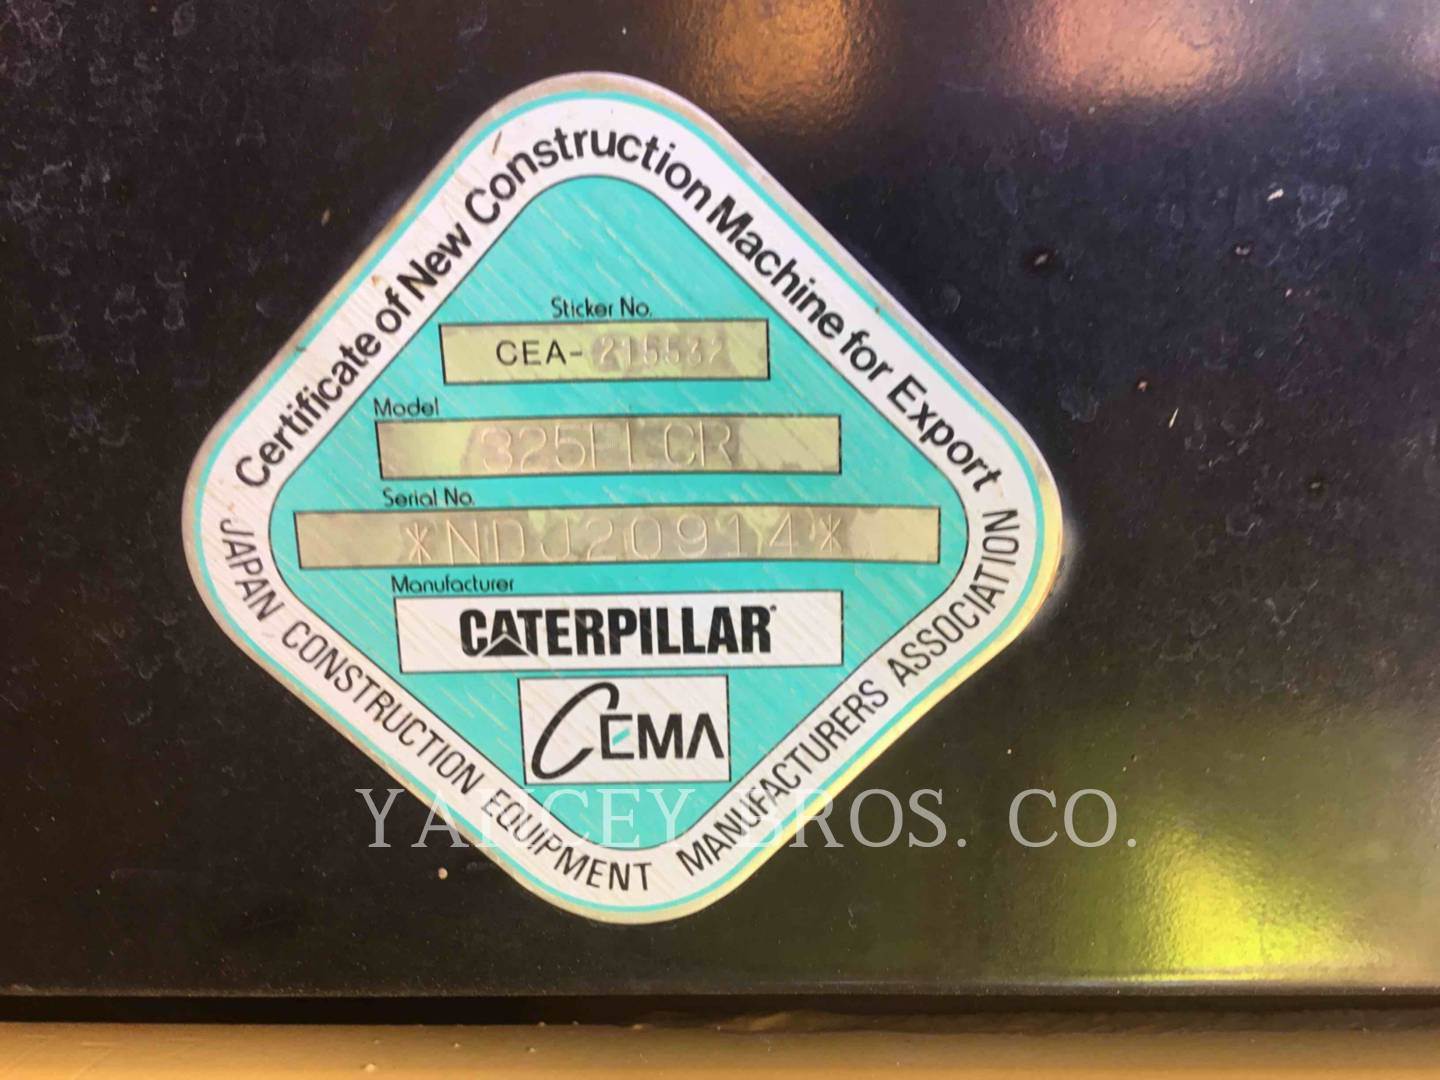 Certificate of New Construction Machine for Export
Sticker No.
CEA-215532
Model
325FLCR
Serial No.
*NDJ20914*
Manufacturer
CATERPILLAR
CEMA
JAPAN CONSTRUCTION EQUIPMENT MANUFACTURERS ASSOCIATION
YANCEY BROS. CO.